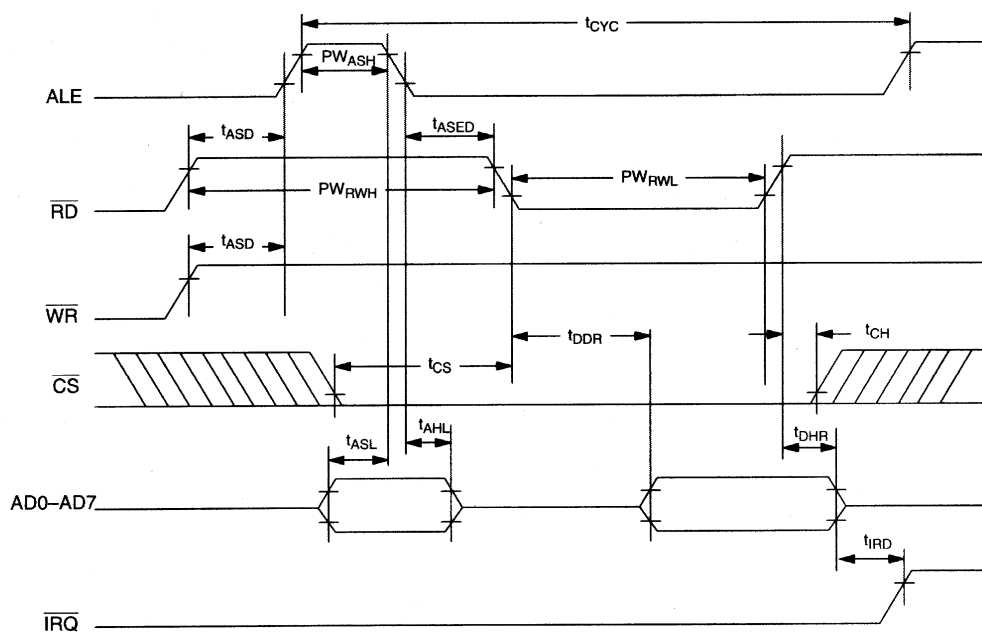 tCYC
PWASH
ALE
tASD
tASED
PWRWH
PWRWL
RD
tASD
WR
tDDR
tCH
tCS
CS
tASL
tAHL
tDHR
AD0–AD7
tIRD
IRQ